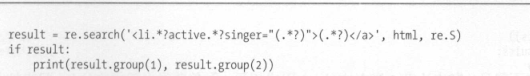 result = re.search('<li.*?active.*?singer="(.*?)">(.*?)</a>', html, re.S)
if result:
    print(result.group(1), result.group(2))